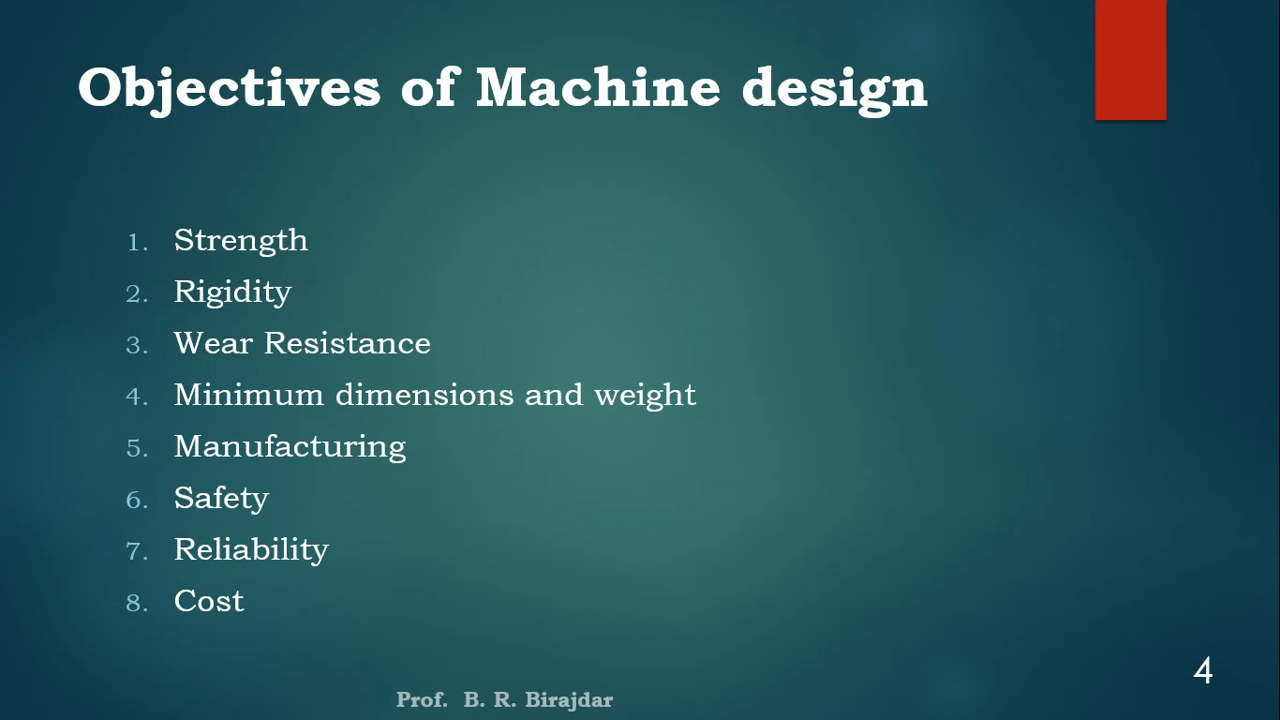 Objectives of Machine design
1. Strength
2. Rigidity
3. Wear Resistance
4. Minimum dimensions and weight
5. Manufacturing
6. Safety
7. Reliability
8. Cost
4
Prof. B. R. Birajdar